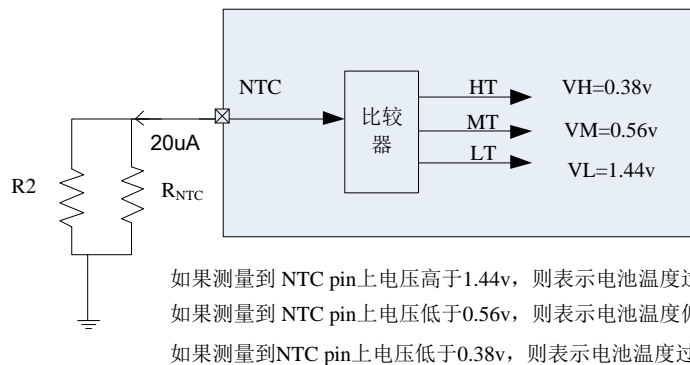 NTC
HT
VH=0.38v
比较器
MT
VM=0.56v
20uA
LT
VL=1.44v
R2
RNTC
如果测量到 NTC pin上电压高于1.44v，则表示电池温度过
如果测量到 NTC pin上电压低于0.56v，则表示电池温度偏
如果测量到NTC pin上电压低于0.38v，则表示电池温度过